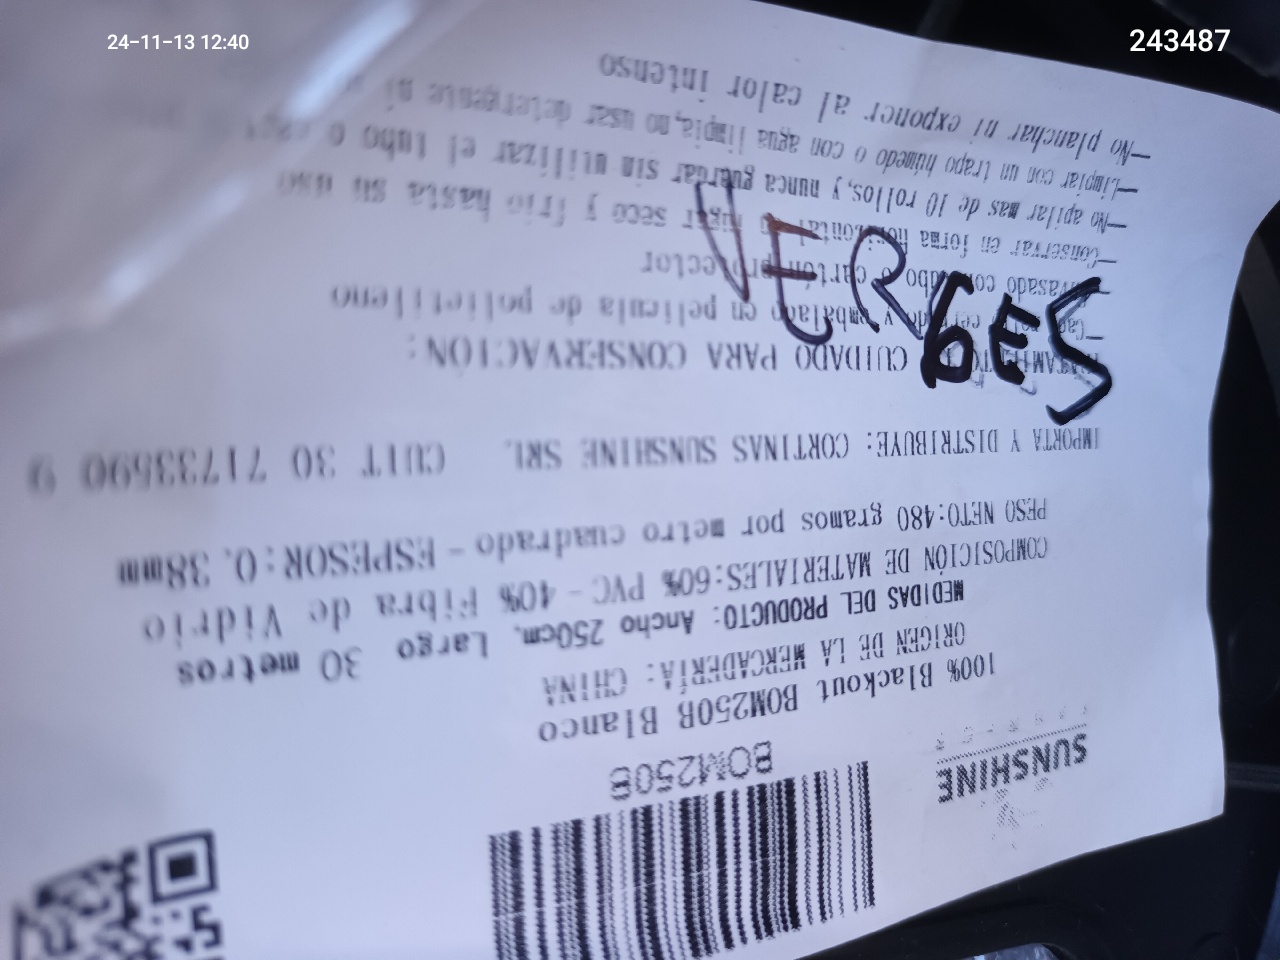 24-11-13 12:40
243487
SUNSHINE
BOM250B
100% Blackout BOM250B Blanco
ORIGEN DE LA MERCADERÍA: CHINA
MEDIDAS DEL PRODUCTO: Ancho 250cm, Largo 30 metros
COMPOSICIÓN DE MATERIALES:60% PVC - 40% Fibra de Vidrio
PESO NETO:480 gramos por metro cuadrado - ESPESOR:0.38mm
IMPORTA Y DISTRIBUYE: CORTINAS SUNSHINE SRL. CUIT 30 71733590 9
CUIDADO PARA CONSERVACIÓN:
y embalado en película de polietileno
cartón protector
—Conservar en forma horizontal lugar seco y frio hasta su uso
—No apilar mas de 10 rollos,y nunca guardar sin utilizar el tubo o
—Limpiar con un trapo húmedo o con agua limpia,no usar detergente ni
—No planchar ni exponer al calor intenso
VERGES